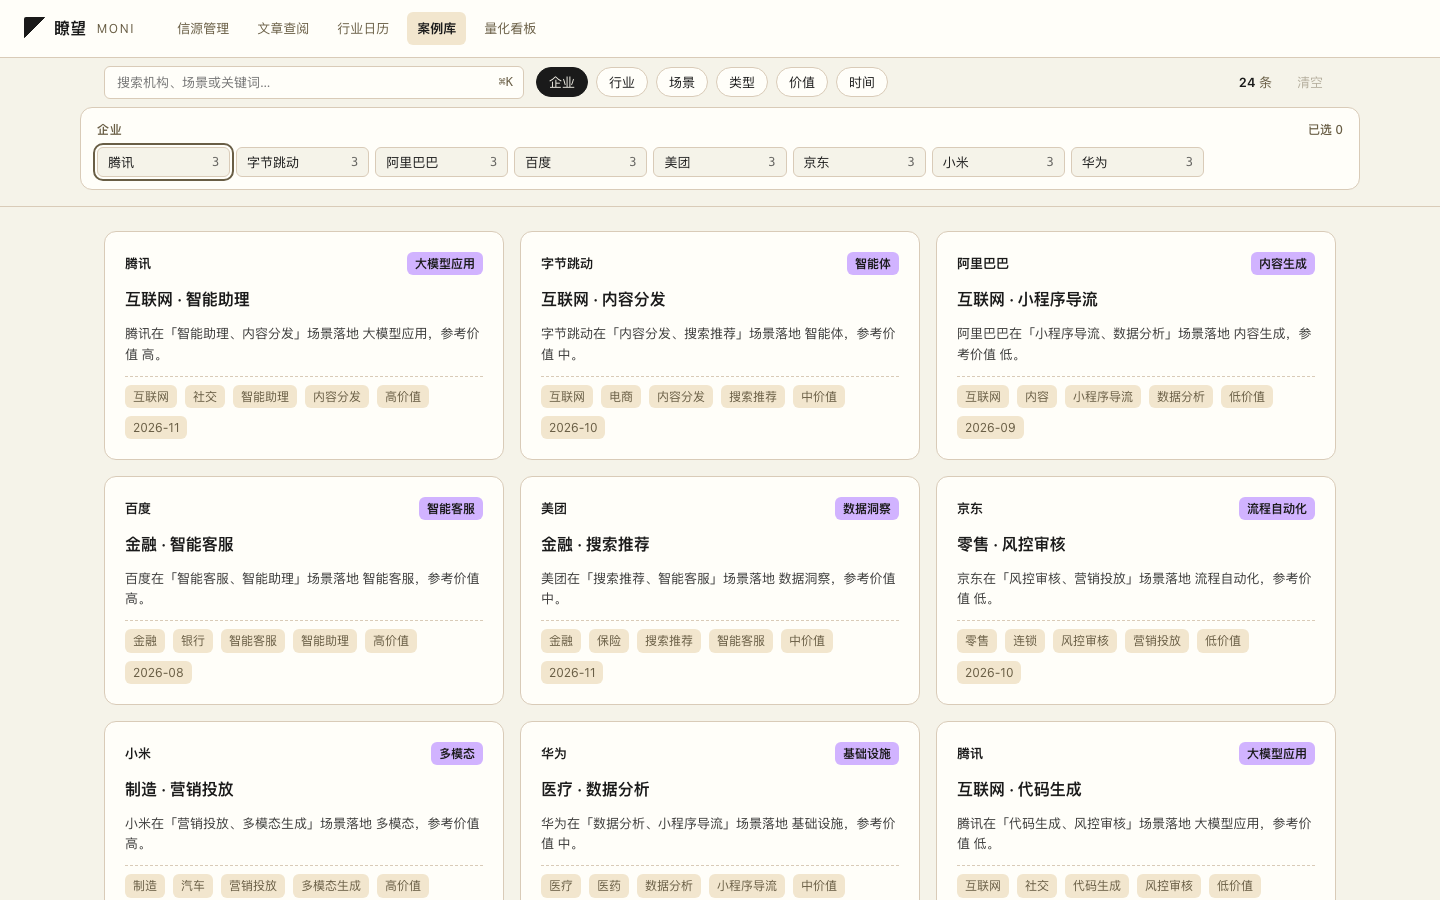 瞭望 MONI 信源管理 文章查阅 行业日历 案例库 量化看板
搜索机构、场景或关键词... ⌘K 企业 行业 场景 类型 价值 时间 24 条 清空
企业 已选 0
腾讯 3 字节跳动 3 阿里巴巴 3 百度 3 美团 3 京东 3 小米 3 华为 3
腾讯 大模型应用
互联网 · 智能助理
腾讯在「智能助理、内容分发」场景落地 大模型应用，参考价
值 高。
互联网 社交 智能助理 内容分发 高价值
2026-11
字节跳动 智能体
互联网 · 内容分发
字节跳动在「内容分发、搜索推荐」场景落地 智能体，参考价
值 中。
互联网 电商 内容分发 搜索推荐 中价值
2026-10
阿里巴巴 内容生成
互联网 · 小程序导流
阿里巴巴在「小程序导流、数据分析」场景落地 内容生成，参
考价值 低。
互联网 内容 小程序导流 数据分析 低价值
2026-09
百度 智能客服
金融 · 智能客服
百度在「智能客服、智能助理」场景落地 智能客服，参考价值
高。
金融 银行 智能客服 智能助理 高价值
2026-08
美团 数据洞察
金融 · 搜索推荐
美团在「搜索推荐、智能客服」场景落地 数据洞察，参考价值
中。
金融 保险 搜索推荐 智能客服 中价值
2026-11
京东 流程自动化
零售 · 风控审核
京东在「风控审核、营销投放」场景落地 流程自动化，参考价
值 低。
零售 连锁 风控审核 营销投放 低价值
2026-10
小米 多模态
制造 · 营销投放
小米在「营销投放、多模态生成」场景落地 多模态，参考价值
高。
制造 汽车 营销投放 多模态生成 高价值
华为 基础设施
医疗 · 数据分析
华为在「数据分析、小程序导流」场景落地 基础设施，参考价
值 中。
医疗 医药 数据分析 小程序导流 中价值
腾讯 大模型应用
互联网 · 代码生成
腾讯在「代码生成、风控审核」场景落地 大模型应用，参考价
值 低。
互联网 社交 代码生成 风控审核 低价值